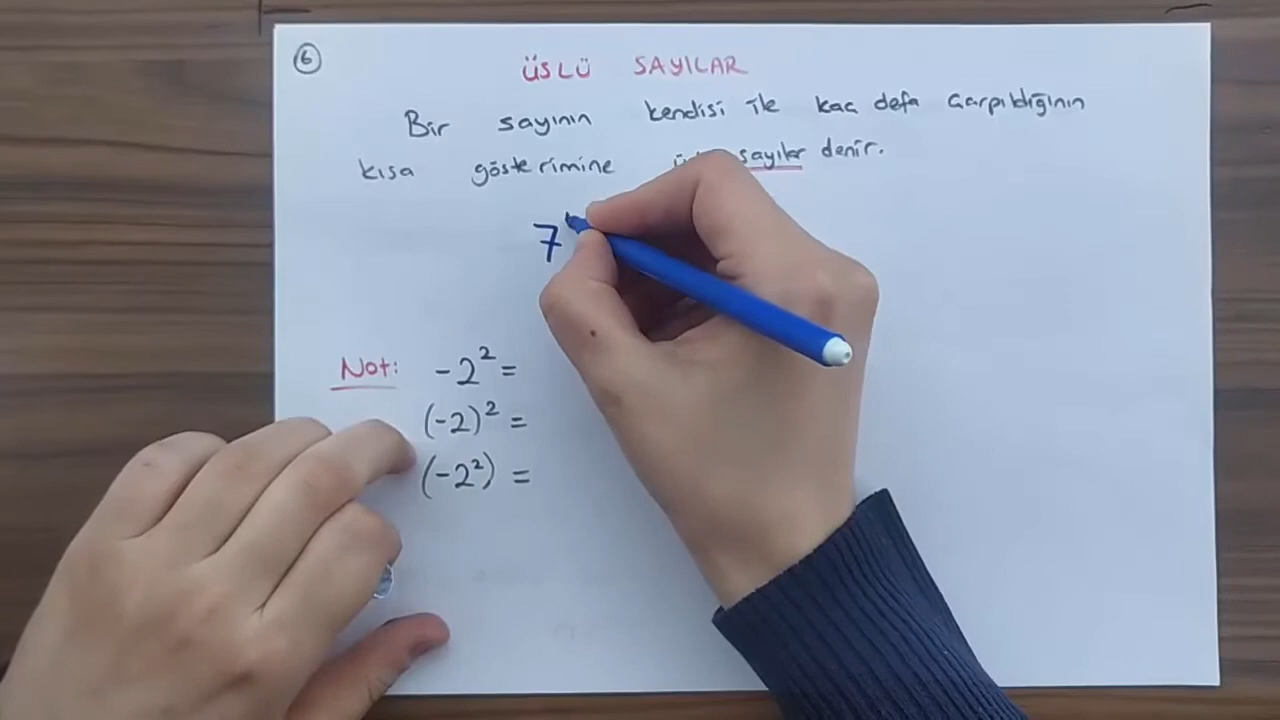 6
ÜSLÜ SAYILAR
Bir sayının kendisi ile kaç defa çarpıldığının
kısa gösterimine sayılar denir.
7
Not: -2² =
(-2)² =
(-2²) =